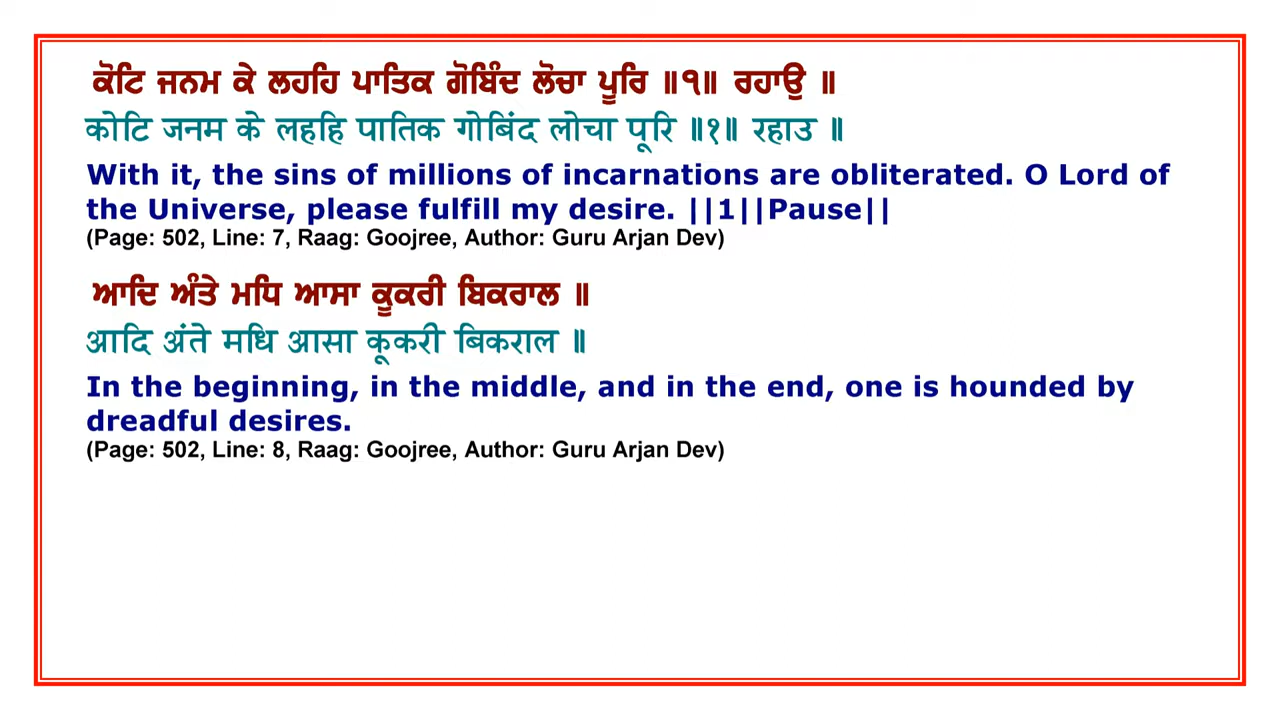 ਕੋਟਿ ਜਨਮ ਕੇ ਲਹਹਿ ਪਾਤਿਕ ਗੋਬਿੰਦ ਲੋਚਾ ਪੂਰਿ ॥੧॥ ਰਹਾਉ ॥
कोटि जनम के लहहि पातिक गोबिंद लोचा पूरि ॥१॥ रहाउ ॥
With it, the sins of millions of incarnations are obliterated. O Lord of
the Universe, please fulfill my desire. ||1||Pause||
(Page: 502, Line: 7, Raag: Goojree, Author: Guru Arjan Dev)
ਆਦਿ ਅੰਤੇ ਮਧਿ ਆਸਾ ਕੂਕਰੀ ਬਿਕਰਾਲ ॥
आदि अंते मधि आसा कूकरी बिकराल ॥
In the beginning, in the middle, and in the end, one is hounded by
dreadful desires.
(Page: 502, Line: 8, Raag: Goojree, Author: Guru Arjan Dev)